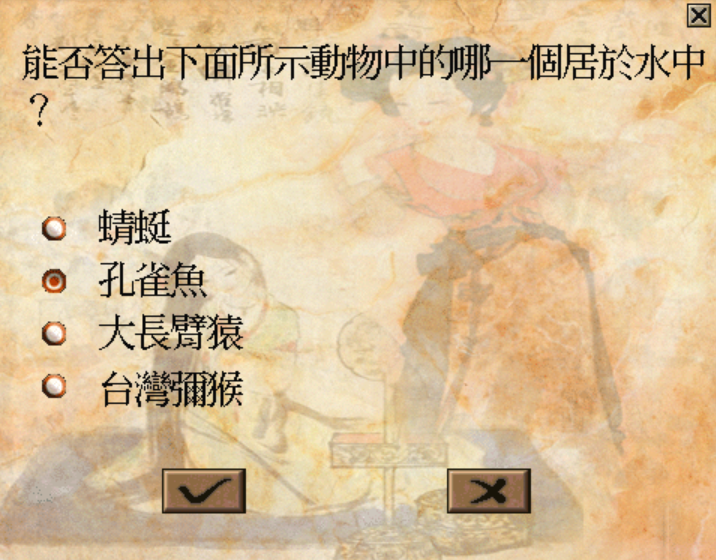 能否答出下面所示動物中的哪一個居於水中
？
蜻蜓
孔雀魚
大長臂猿
台灣彌猴